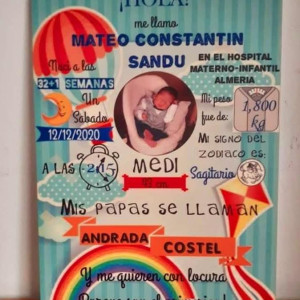 ¡HOLA!
me llamo
MATEO CONSTANTIN
SANDU
Nací a las
32+1 SEMANAS
Un
Sabado
12/12/2020
EN EL HOSPITAL
MATERNO-INFANTIL
ALMERIA
Mi peso
fue de:
1,800
kg
Mi signo del
zodiaco es:
Sagitario
A LAS
MEDI
MIS PAPAS SE LLAMAN
ANDRADA
COSTEL
Y me quieren con locura